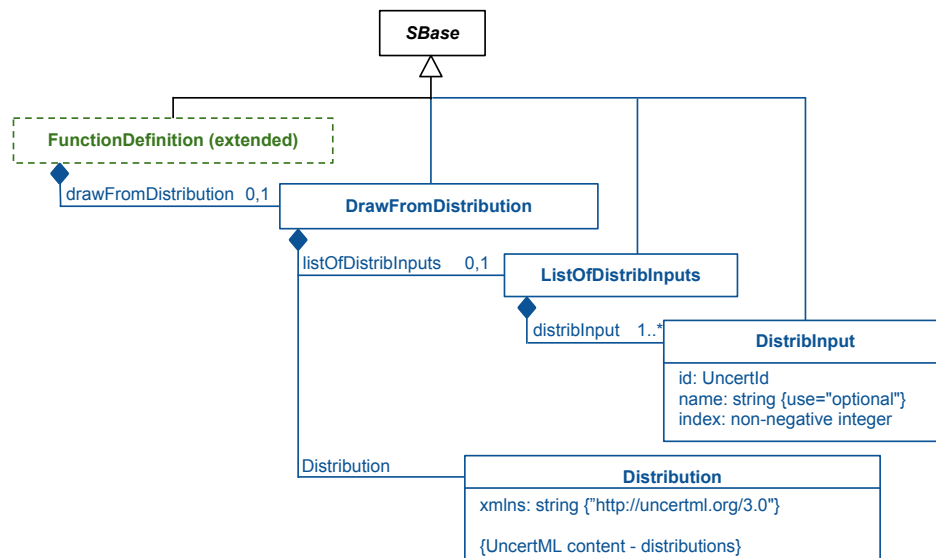 SBase
FunctionDefinition (extended)
drawFromDistribution 0,1
DrawFromDistribution
listOfDistribInputs 0,1
ListOfDistribInputs
distribInput 1..*
DistribInput
id: UncertId
name: string {use="optional"}
index: non-negative integer
Distribution
Distribution
xmlns: string {”http://uncertml.org/3.0"}
{UncertML content - distributions}